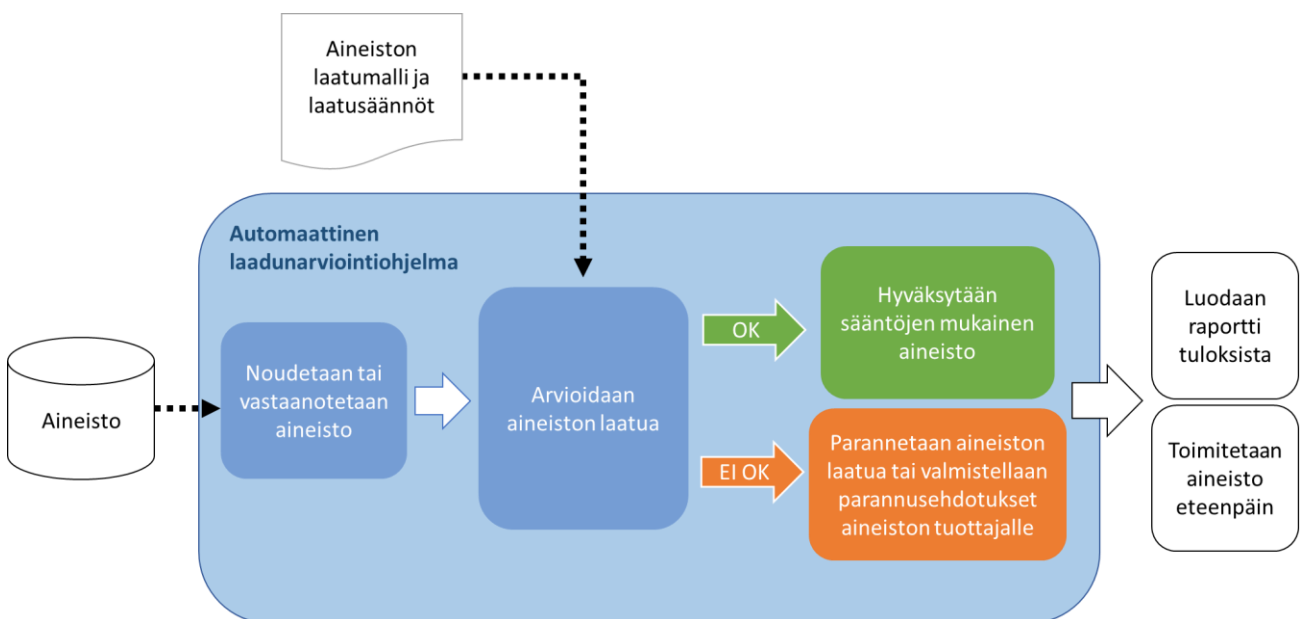 Aineiston
laatumalli ja
laatusäännöt
Automaattinen
laadunarviointiohjelma
Aineisto
Noudetaan tai
vastaanotetaan
aineisto
Arvioidaan
aineiston laatua
OK
Hyväksytään
sääntöjen mukainen
aineisto
EI OK
Parannetaan aineiston
laatua tai valmistellaan
parannusehdotukset
aineiston tuottajalle
Luodaan
raportti
tuloksista
Toimitetaan
aineisto
eteenpäin